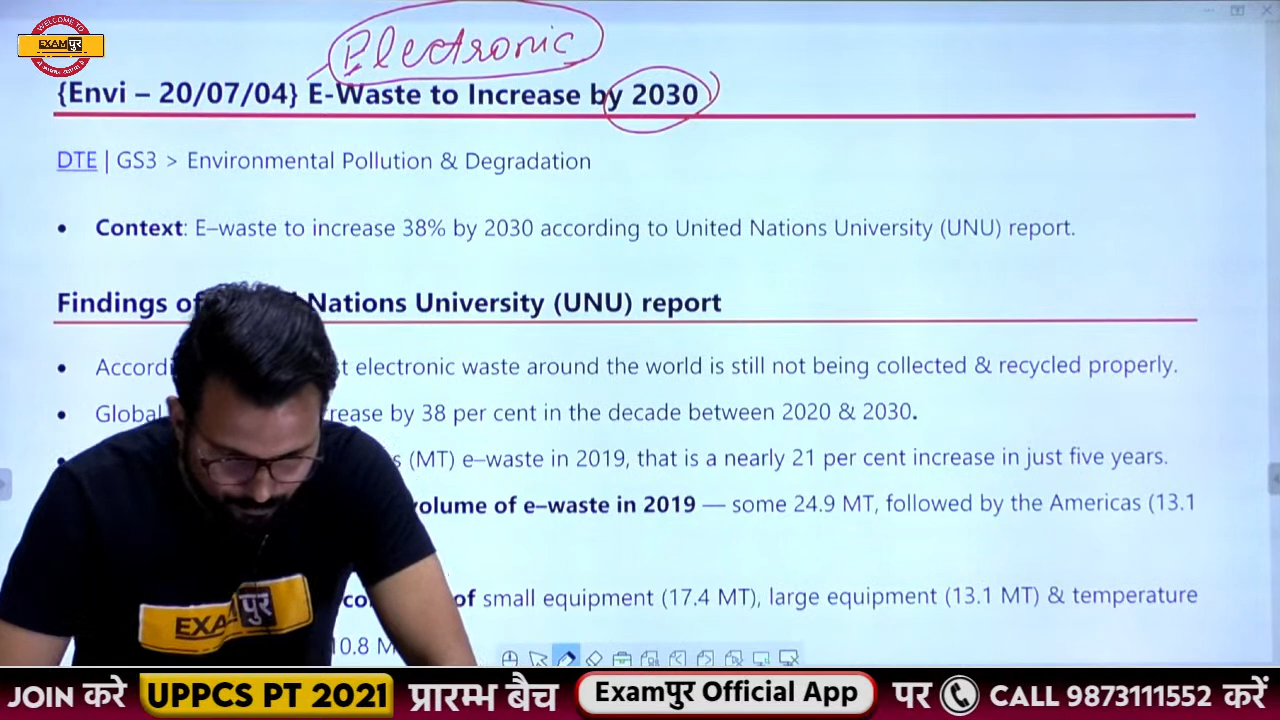 WELCOME TO
EXAMपुर
Electronic
{Envi – 20/07/04} E-Waste to Increase by 2030
DTE | GS3 > Environmental Pollution & Degradation
• Context: E–waste to increase 38% by 2030 according to United Nations University (UNU) report.
Findings of Nations University (UNU) report
• electronic waste around the world is still not being collected & recycled properly.
• Global by 38 per cent in the decade between 2020 & 2030.
(MT) e–waste in 2019, that is a nearly 21 per cent increase in just five years.
volume of e–waste in 2019 — some 24.9 MT, followed by the Americas (13.1
of small equipment (17.4 MT), large equipment (13.1 MT) & temperature
EXAMपुर
JOIN करे UPPCS PT 2021 प्रारम्भ बैच Examपुर Official App पर CALL 9873111552 करें